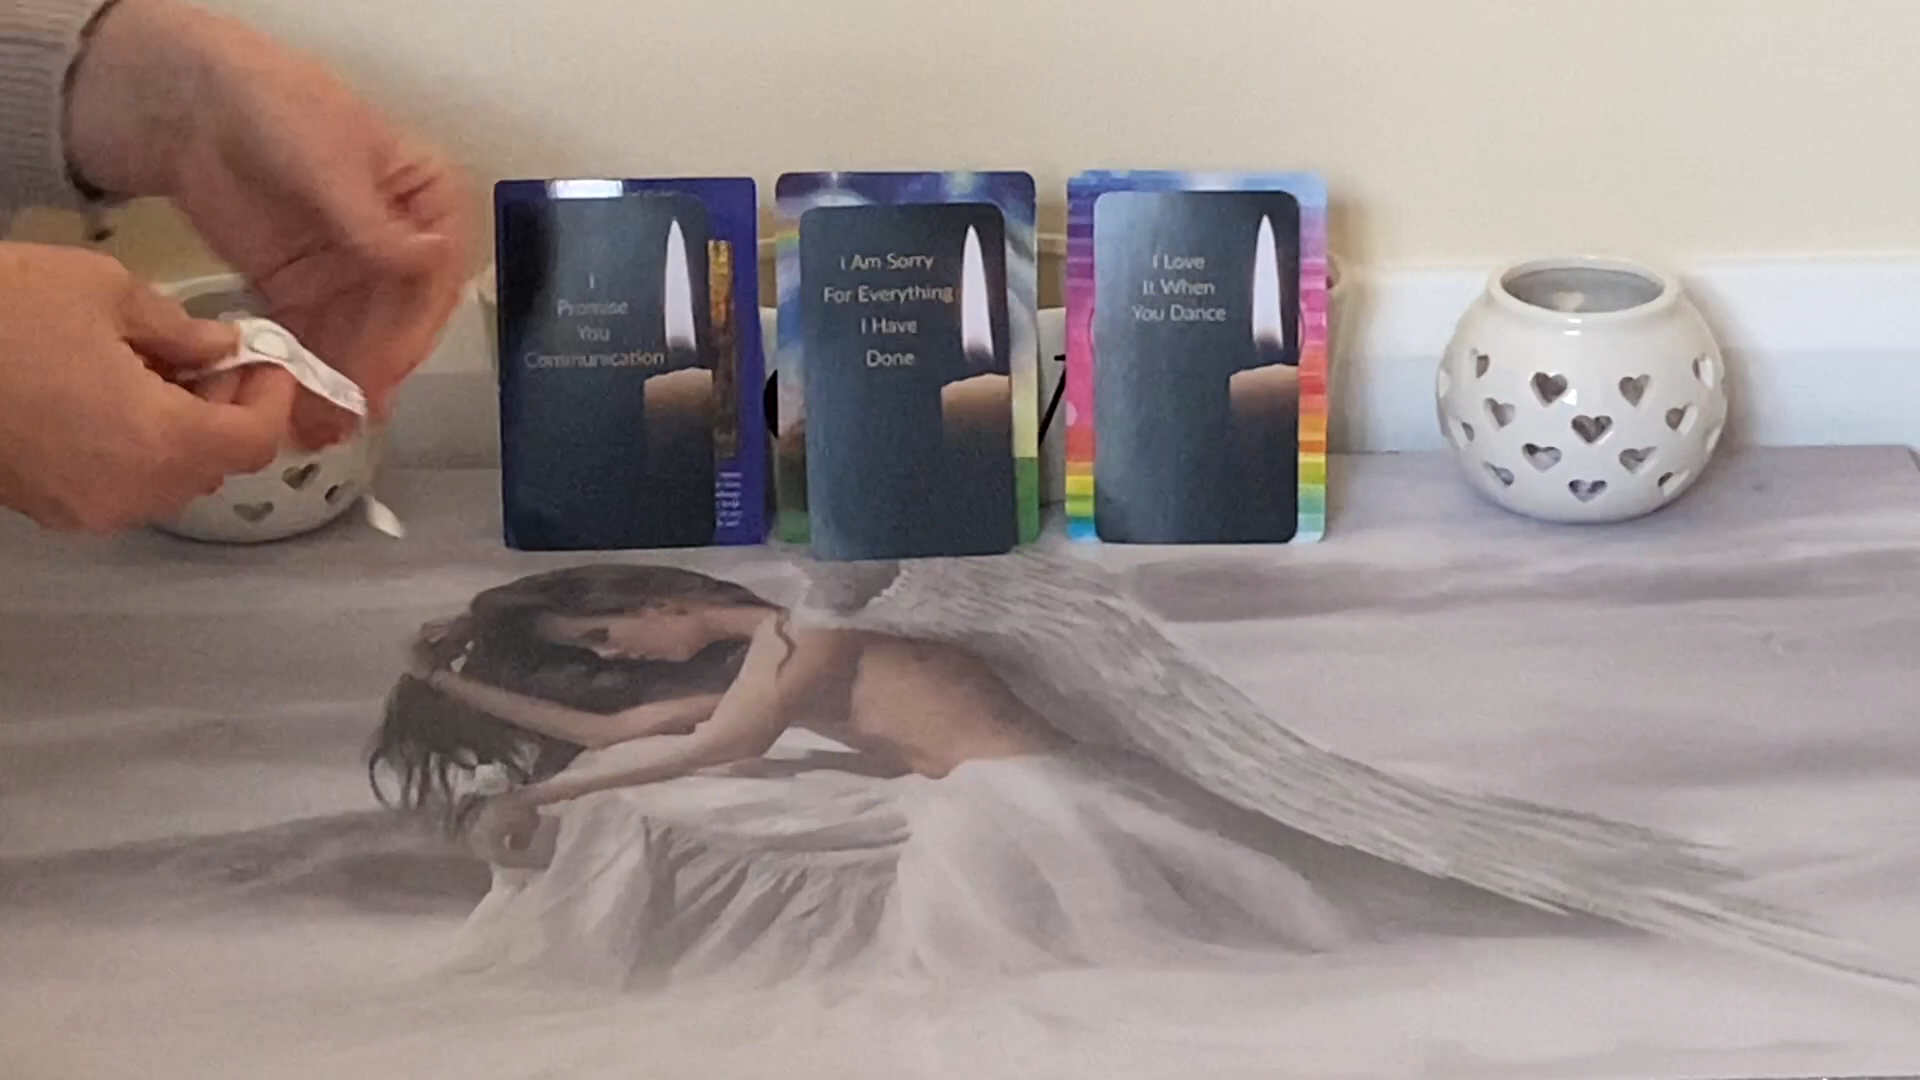 I
Promise
You
Communication
I Am Sorry
For Everything
I Have
Done
I Love
It When
You Dance